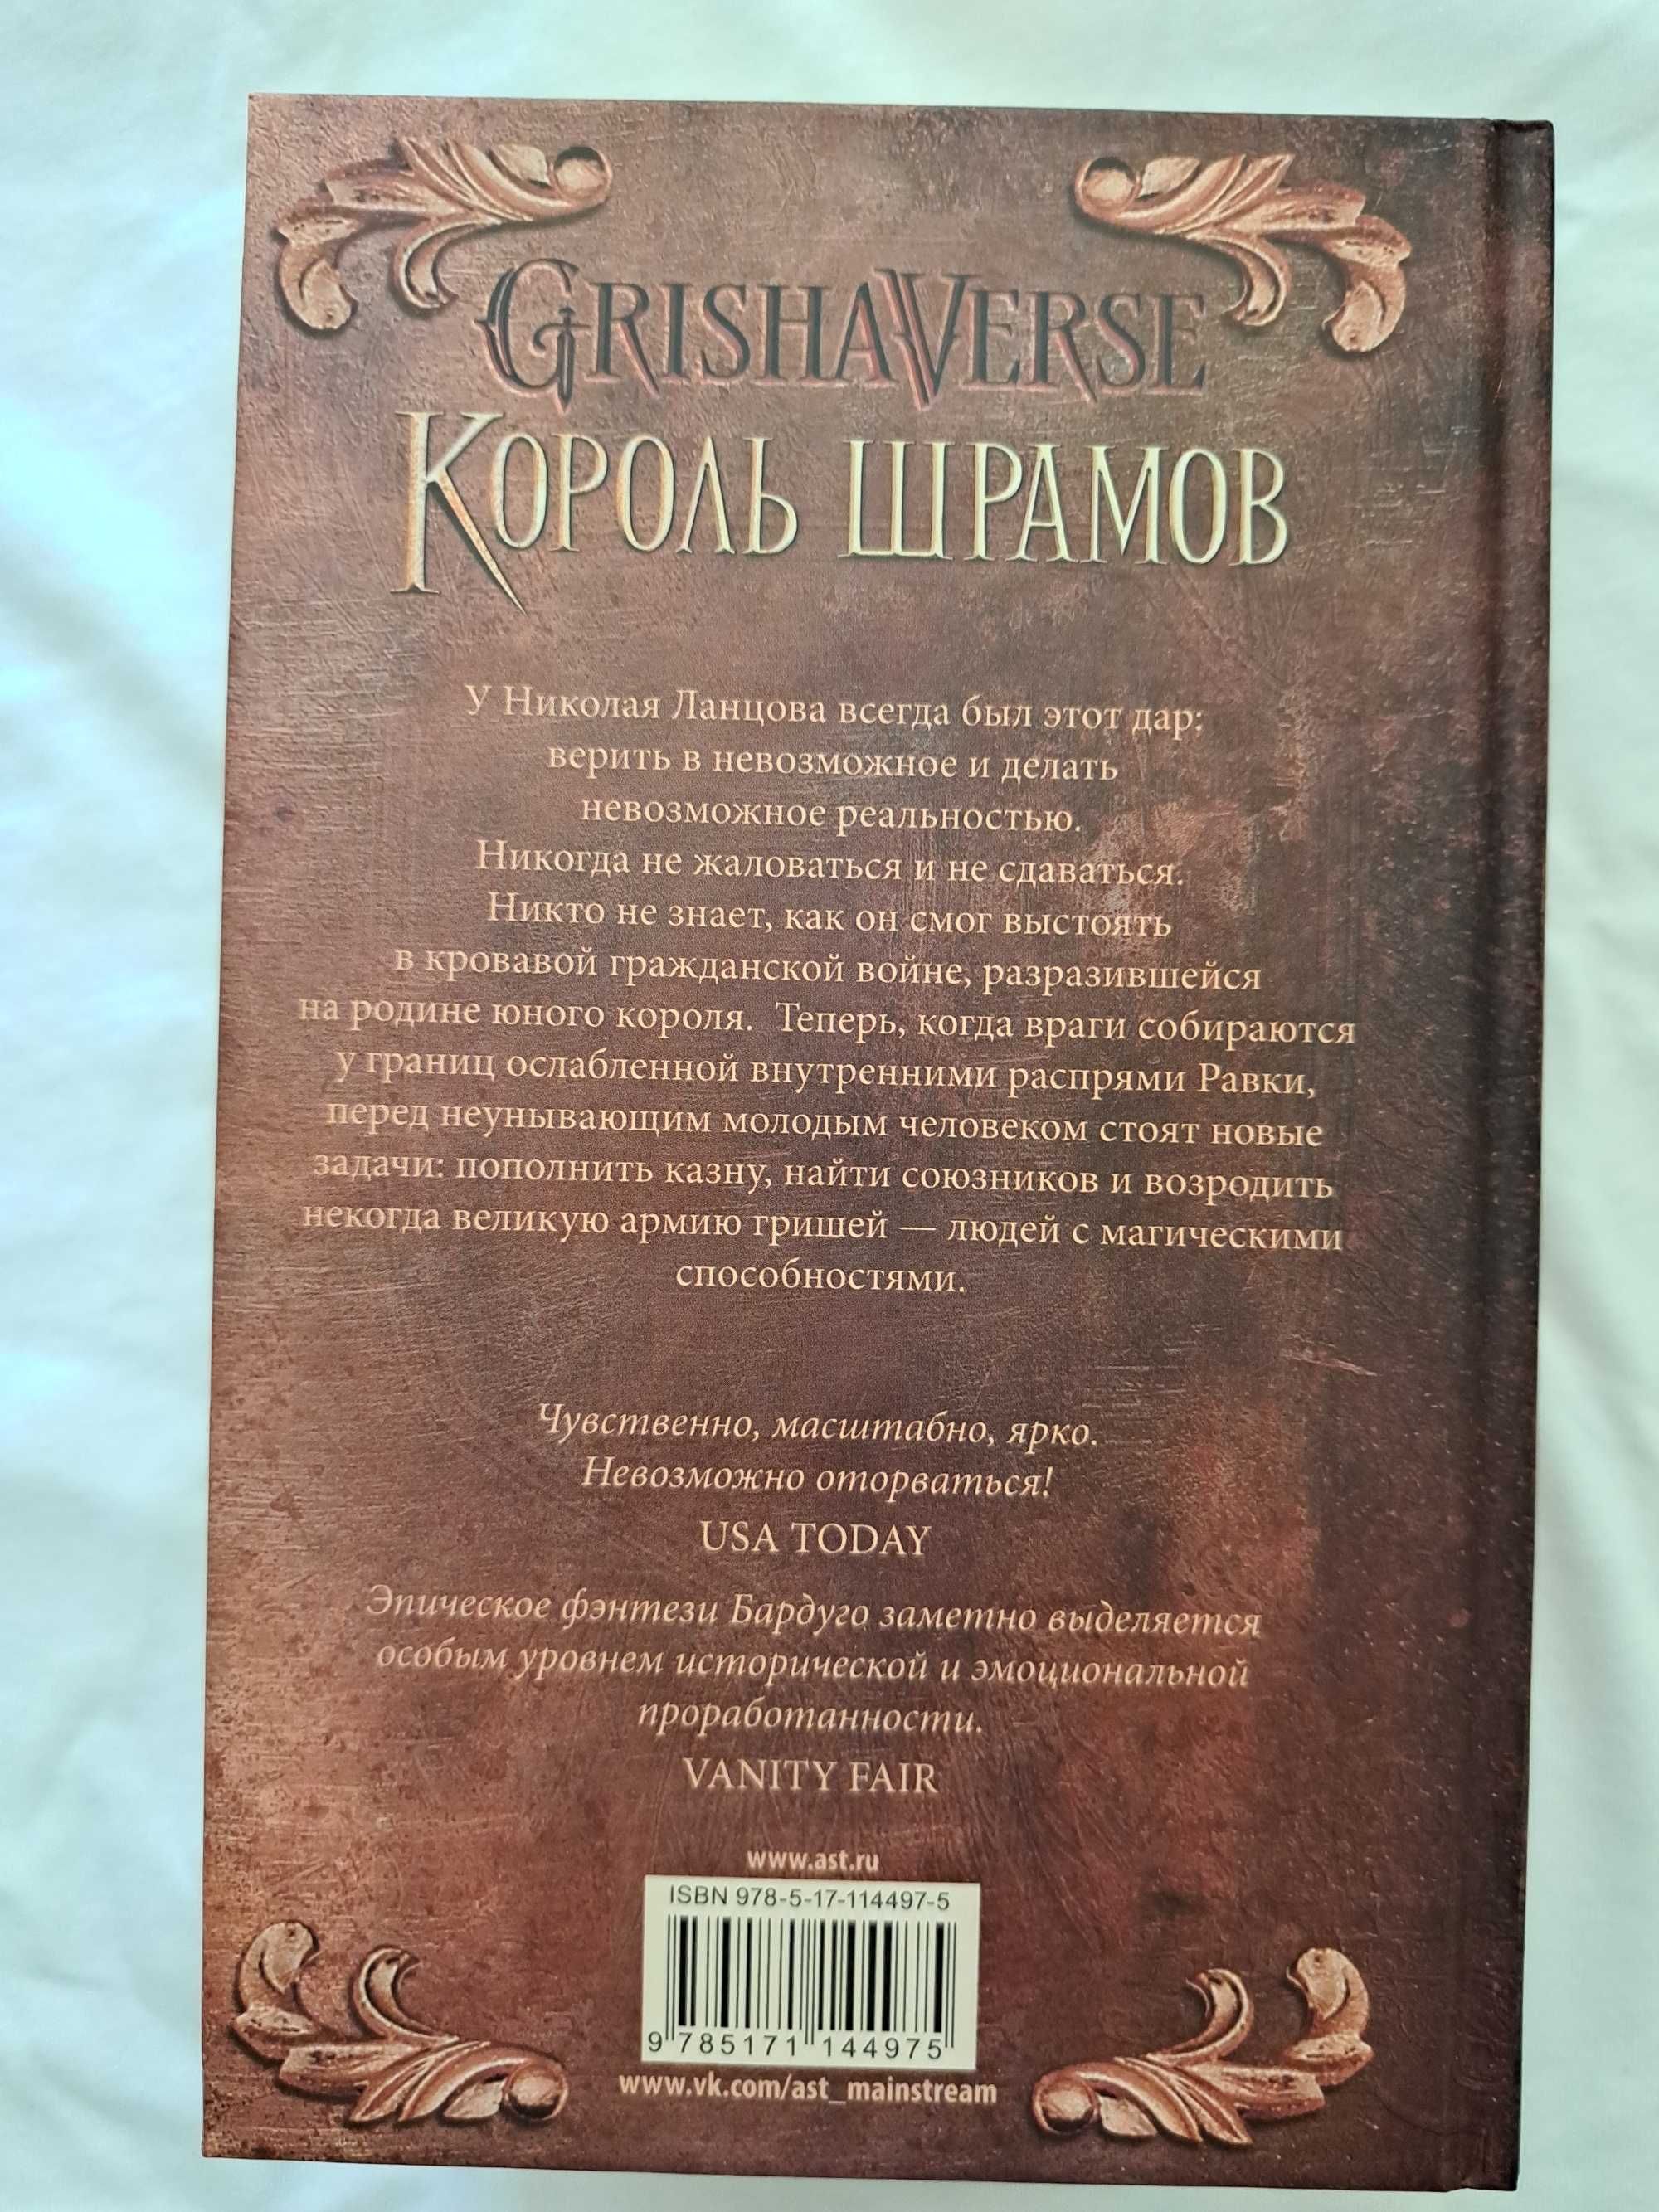 GRISHAVERSE
КОРОЛЬ ШРАМОВ
У Николая Ланцова всегда был этот дар:
верить в невозможное и делать
невозможное реальностью.
Никогда не жаловаться и не сдаваться.
Никто не знает, как он смог выстоять
в кровавой гражданской войне, разразившейся
на родине юного короля. Теперь, когда враги собираются
у границ ослабленной внутренними распрями Равки,
перед неунывающим молодым человеком стоят новые
задачи: пополнить казну, найти союзников и возродить
некогда великую армию гришей — людей с магическими
способностями.
Чувственно, масштабно, ярко.
Невозможно оторваться!
USA TODAY
Эпическое фэнтези Бардуго заметно выделяется
особым уровнем исторической и эмоциональной
проработанности.
VANITY FAIR
www.ast.ru
ISBN 978-5-17-114497-5
9 785171 144975
www.vk.com/ast_mainstream